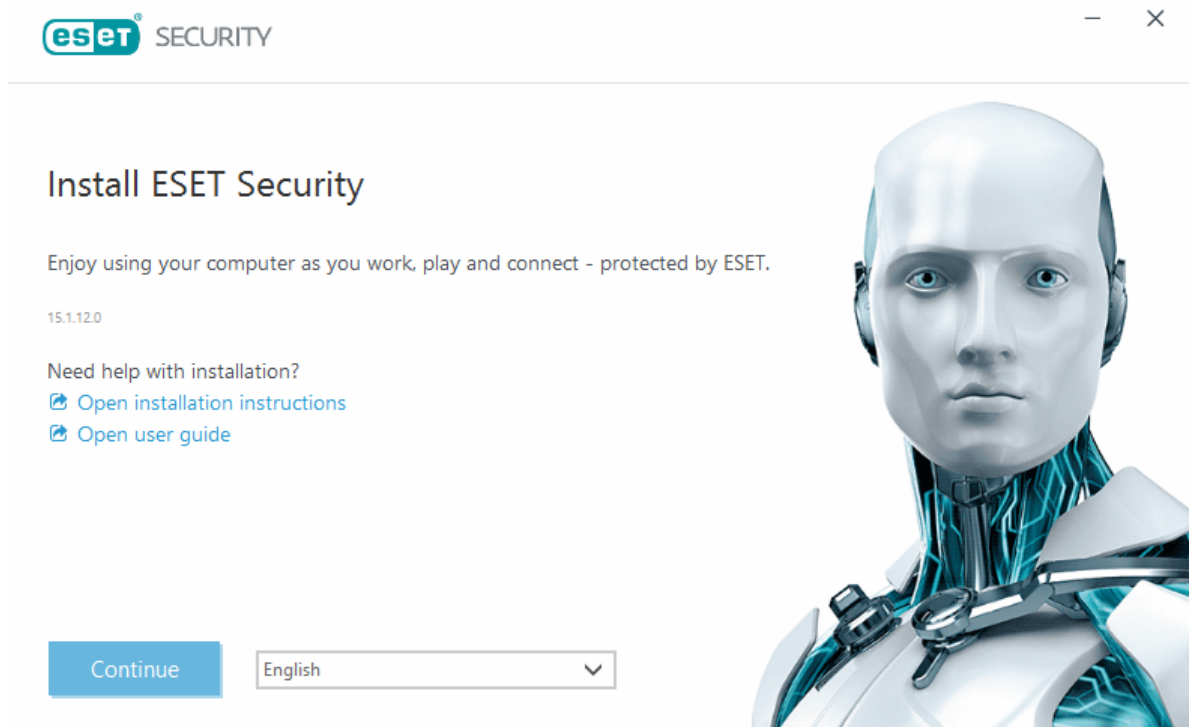 eseT® SECURITY
Install ESET Security
Enjoy using your computer as you work, play and connect - protected by ESET.
15.1.12.0
Need help with installation?
Open installation instructions
Open user guide
Continue
English